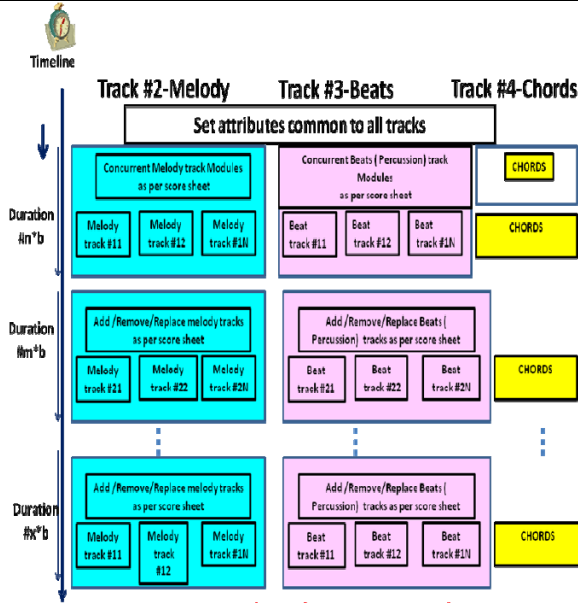 Timeline
Track #2-Melody Track #3-Beats Track #4-Chords
Set attributes common to all tracks
Concurrent Melody track Modules
as per score sheet
Concurrent Beats ( Percussion) track
Modules
as per score sheet
CHORDS
Duration
#n*b
Melody
track #11
Melody
track #12
Melody
track #1N
Beat
track #11
Beat
track #12
Beat
track #1N
CHORDS
Duration
#m*b
Add /Remove/Replace melody tracks
as per score sheet
Add /Remove/Replace Beats (
Percussion) tracks as per score sheet
Melody
track #21
Melody
track #22
Melody
track #2N
Beat
track #21
Beat
track #22
Beat
track #2N
CHORDS
Duration
#x*b
Add /Remove/Replace melody tracks
as per score sheet
Add /Remove/Replace Beats (
Percussion) tracks as per score sheet
Melody
track #11
Melody
track
#12
Melody
track #1N
Beat
track #11
Beat
track #12
Beat
track #1N
CHORDS